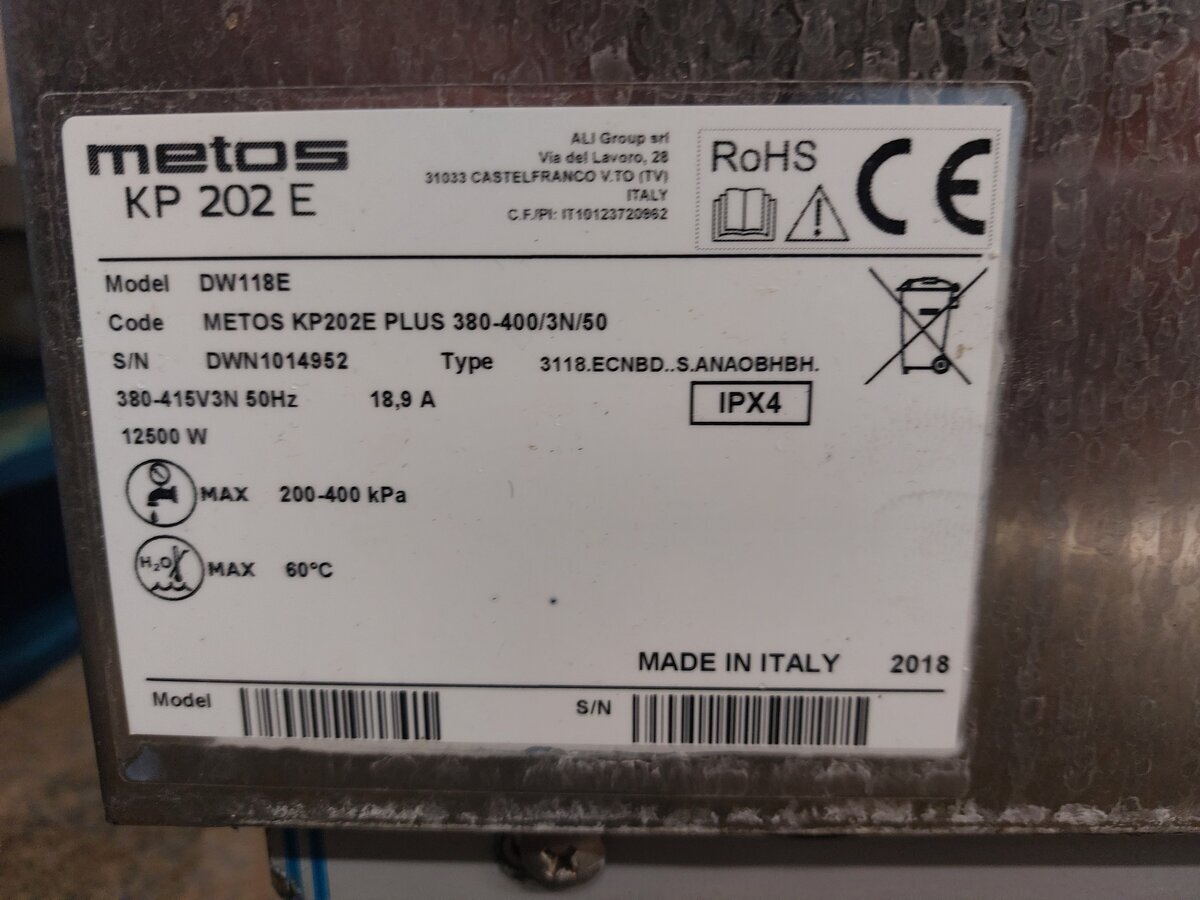 metos
KP 202 E
ALI Group srl
Via del Lavoro, 28
31033 CASTELFRANCO V.TO (TV)
ITALY
C.F./PI: IT10123720962
RoHS
CE
Model DW118E
Code METOS KP202E PLUS 380-400/3N/50
S/N DWN1014952 Type 3118.ECNBD..S.ANAOBHBH.
380-415V3N 50Hz 18,9 A
IPX4
12500 W
MAX 200-400 kPa
H₂O MAX 60°C
MADE IN ITALY 2018
Model S/N